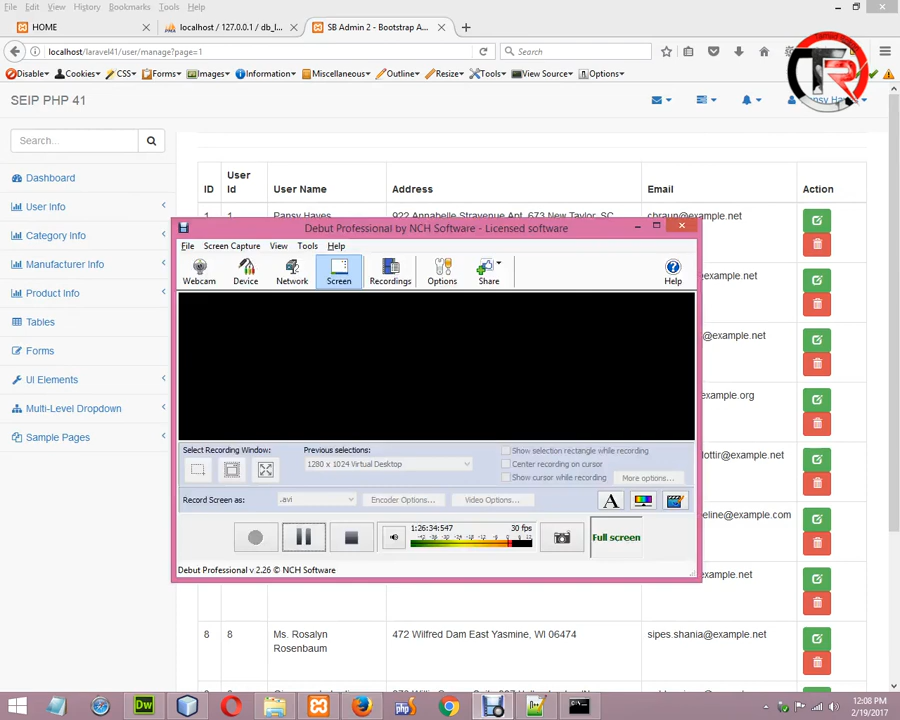 File Edit View History Bookmarks Tools Help
HOME
localhost / 127.0.0.1 / db_l...
SB Admin 2 - Bootstrap A...
localhost/laravel41/user/manage?page=1
Search
Disable Cookies CSS Forms Images Information Miscellaneous Outline Resize Tools View Source Options
SEIP PHP 41
Search...
Dashboard
User Info
Category Info
Manufacturer Info
Product Info
Tables
Forms
UI Elements
Multi-Level Dropdown
Sample Pages
ID User Id User Name Address Email Action
1 1 Pansy Hayes 922 Annabelle Stravenue Apt. 673 New Taylor, SC cbraun@example.net
example.net
@example.net
example.org
@example.net
example.com
example.net
8 8 Ms. Rosalyn Rosenbaum 472 Wilfred Dam East Yasmine, WI 06474 sipes.shania@example.net
Debut Professional by NCH Software - Licensed software
File Screen Capture View Tools Help
Webcam Device Network Screen Recordings Options Share Help
Select Recording Window:
Previous selections:
1280 x 1024 Virtual Desktop
Show selection rectangle while recording
Center recording on cursor
Show cursor while recording
More options...
Record Screen as: .avi Encoder Options... Video Options...
A
1:26:34:547 30 fps
Full screen
Debut Professional v 2.26 © NCH Software
Dw
php
12:08 PM
2/19/2017